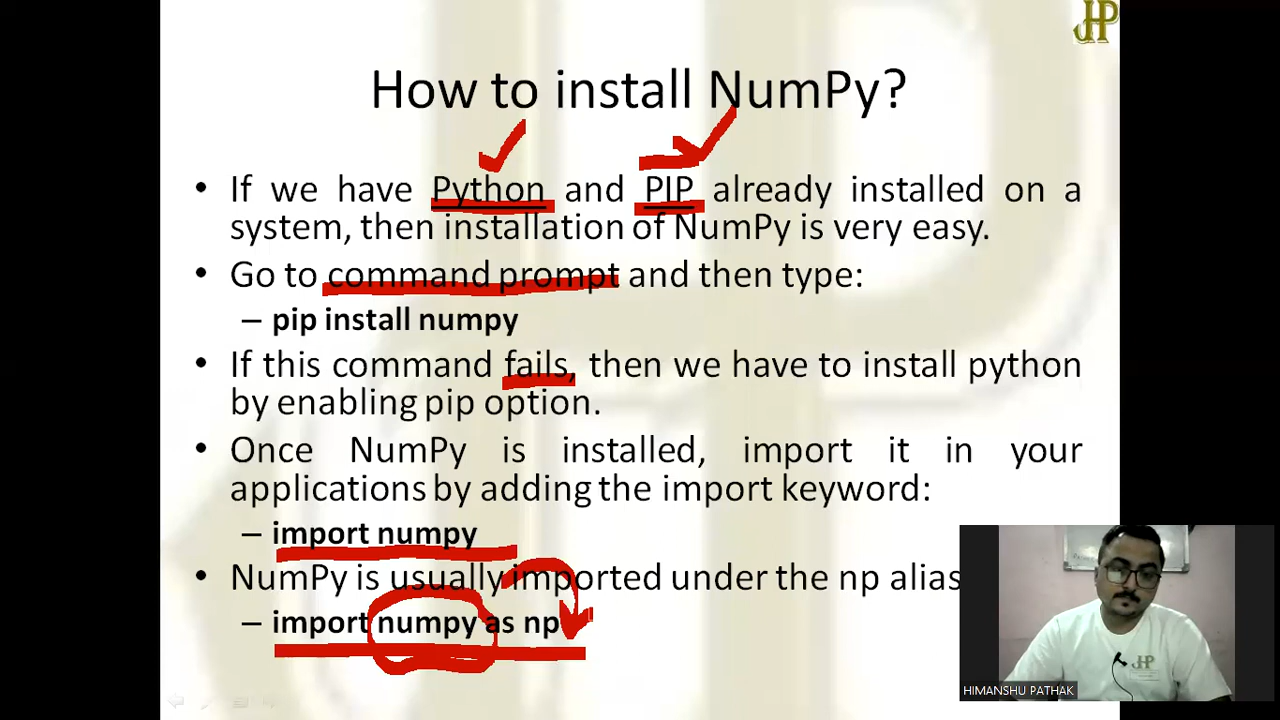 JHP
How to install NumPy?
• If we have Python and PIP already installed on a
system, then installation of NumPy is very easy.
• Go to command prompt and then type:
– pip install numpy
• If this command fails, then we have to install python
by enabling pip option.
• Once NumPy is installed, import it in your
applications by adding the import keyword:
– import numpy
• NumPy is usually imported under the np alias
– import numpy as np
JHP
HIMANSHU PATHAK